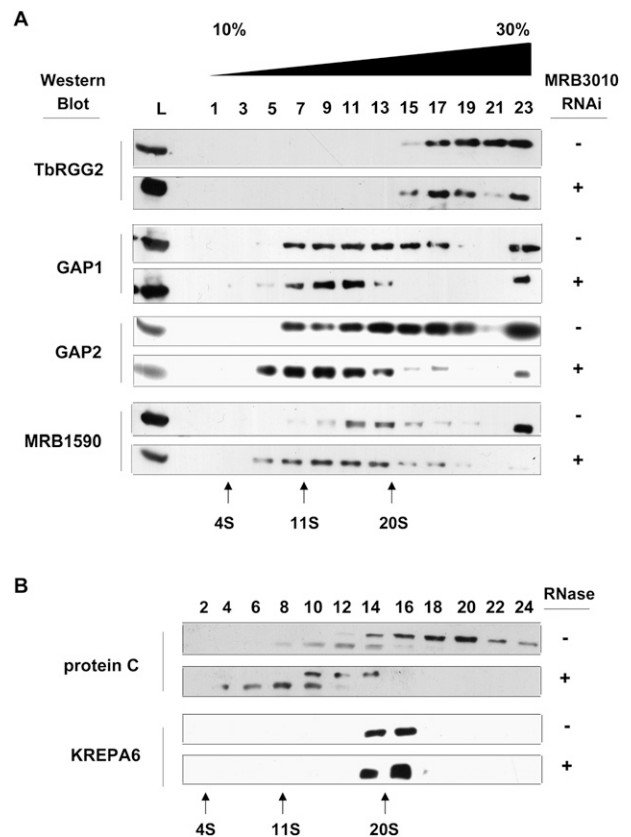 A
10% 30%
Western Blot L 1 3 5 7 9 11 13 15 17 19 21 23 MRB3010 RNAi
TbRGG2 - +
GAP1 - +
GAP2 - +
MRB1590 - +
4S 11S 20S
B
2 4 6 8 10 12 14 16 18 20 22 24 RNase
protein C - +
KREPA6 - +
4S 11S 20S